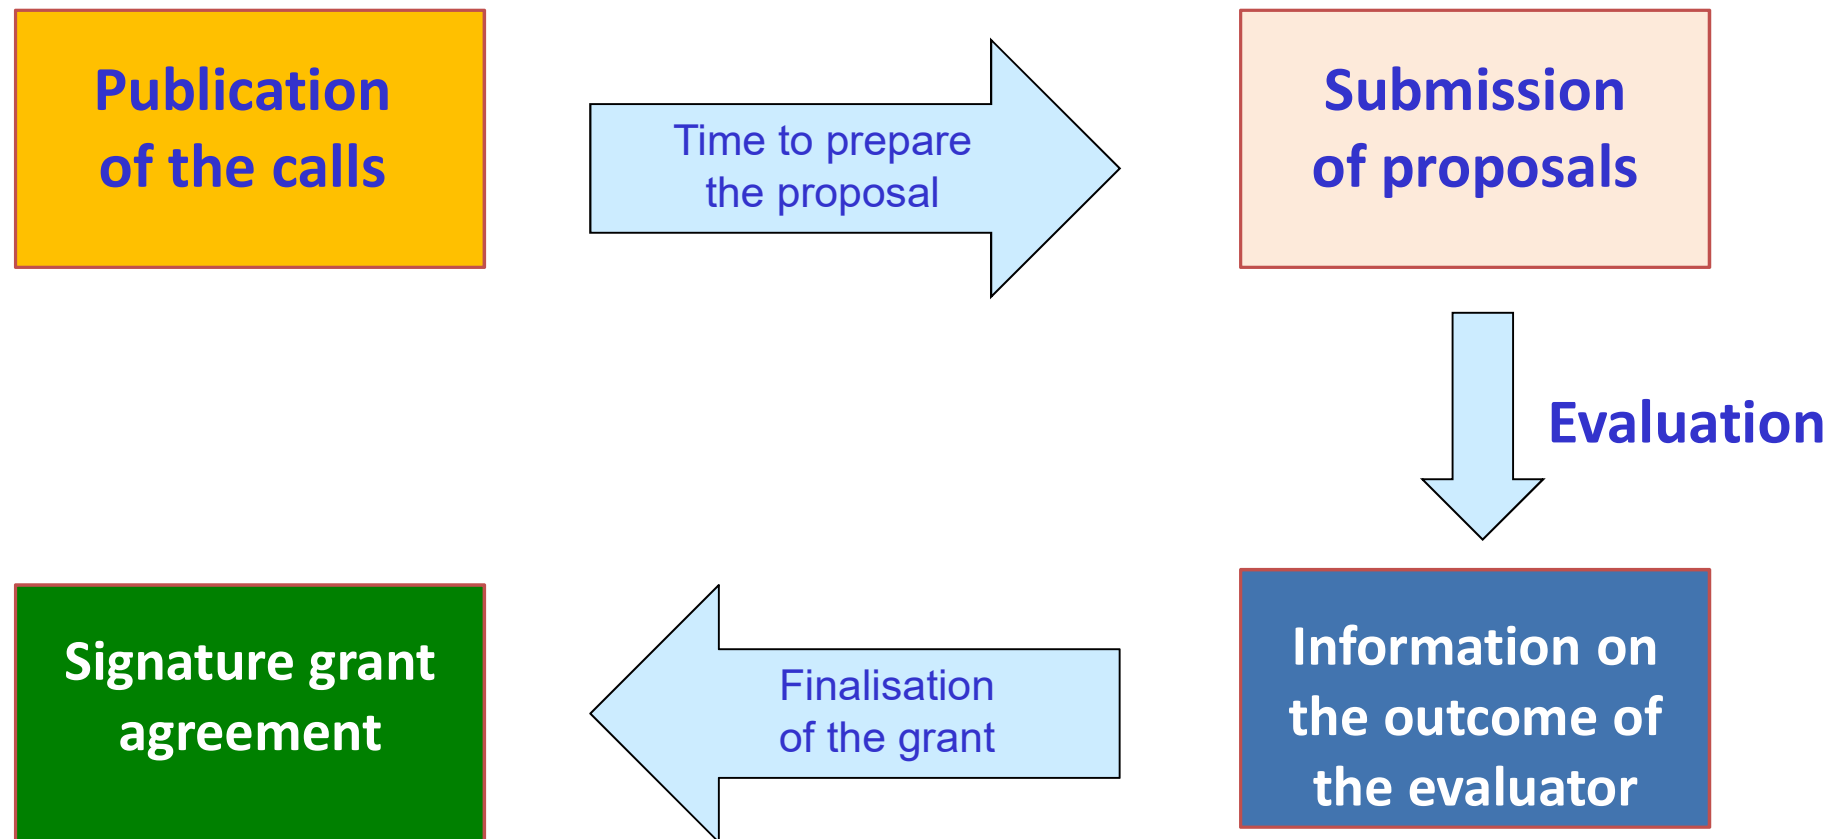 Publication
of the calls
Time to prepare
the proposal
Submission
of proposals
Evaluation
Information on
the outcome of
the evaluator
Finalisation
of the grant
Signature grant
agreement